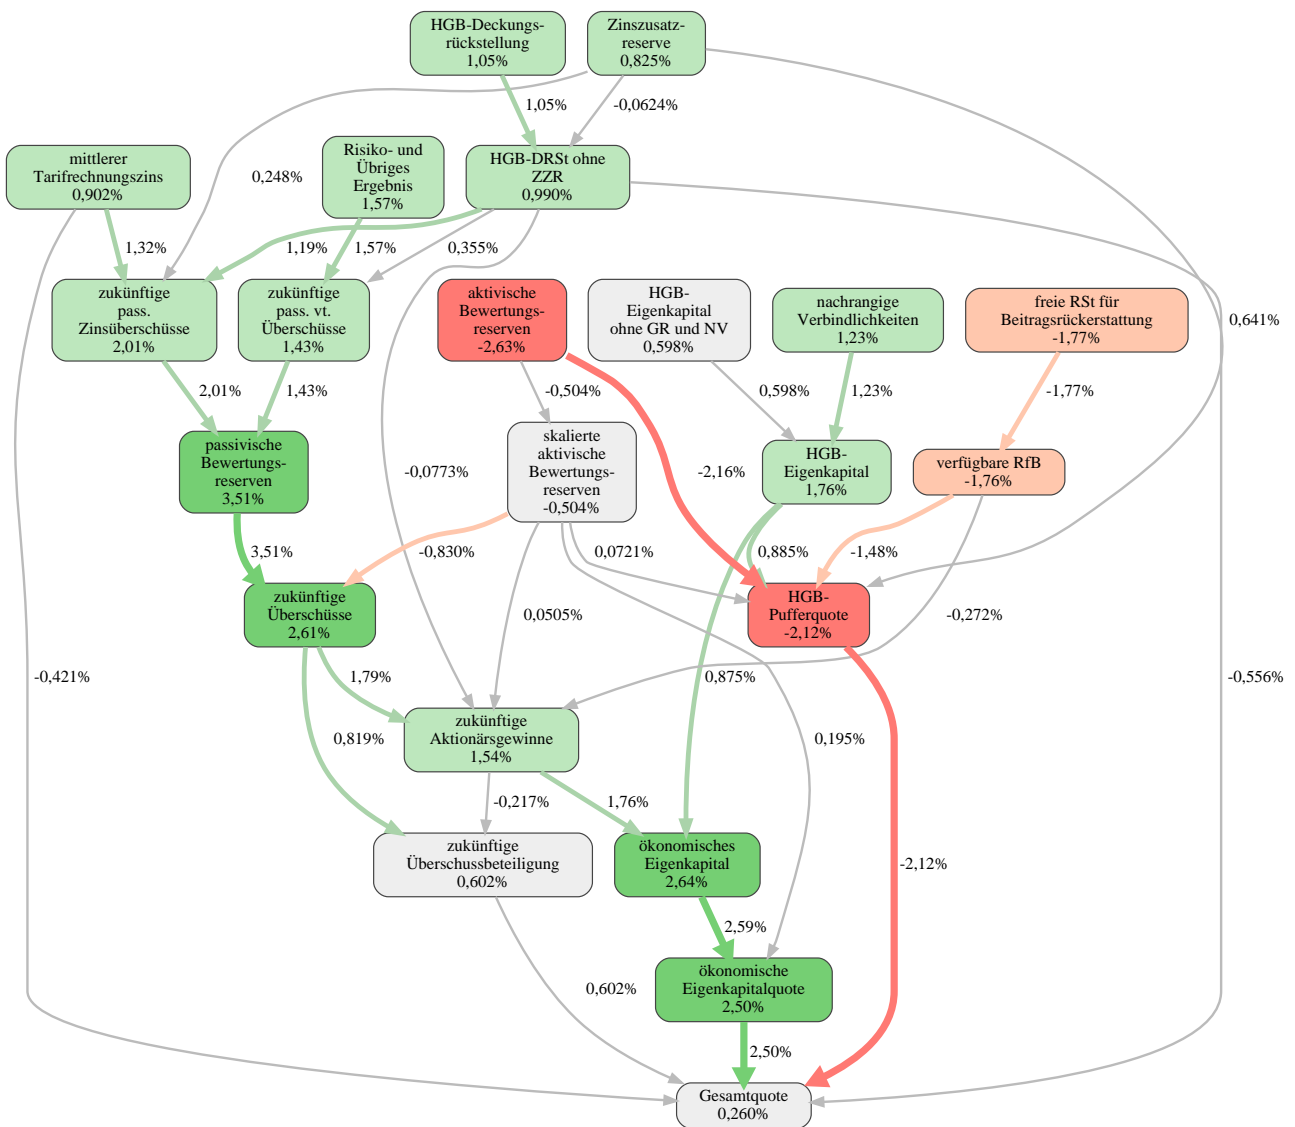 HGB-Deckungs-
rückstellung
1,05%
Zinszusatz-
reserve
0,825%
1,05%
-0,0624%
mittlerer
Tarifrechnungszins
0,902%
0,248%
Risiko- und
Übriges
Ergebnis
1,57%
HGB-DRSt ohne
ZZR
0,990%
1,32%
1,19%
1,57%
0,355%
zukünftige
pass.
Zinsüberschüsse
2,01%
zukünftige
pass. vt.
Überschüsse
1,43%
aktivische
Bewertungs-
reserven
-2,63%
HGB-
Eigenkapital
ohne GR und NV
0,598%
nachrangige
Verbindlichkeiten
1,23%
freie RSt für
Beitragsrückerstattung
-1,77%
0,641%
2,01%
1,43%
-0,504%
0,598%
1,23%
-1,77%
passivische
Bewertungs-
reserven
3,51%
-0,0773%
skalierte
aktivische
Bewertungs-
reserven
-0,504%
-2,16%
HGB-
Eigenkapital
1,76%
verfügbare RfB
-1,76%
3,51%
-0,830%
0,0721%
0,885%
-1,48%
zukünftige
Überschüsse
2,61%
0,0505%
HGB-
Pufferquote
-2,12%
-0,272%
-0,421%
1,79%
0,875%
-0,556%
0,819%
zukünftige
Aktionärsgewinne
1,54%
0,195%
-0,217%
1,76%
zukünftige
Überschussbeteiligung
0,602%
ökonomisches
Eigenkapital
2,64%
-2,12%
2,59%
0,602%
ökonomische
Eigenkapitalquote
2,50%
2,50%
Gesamtquote
0,260%